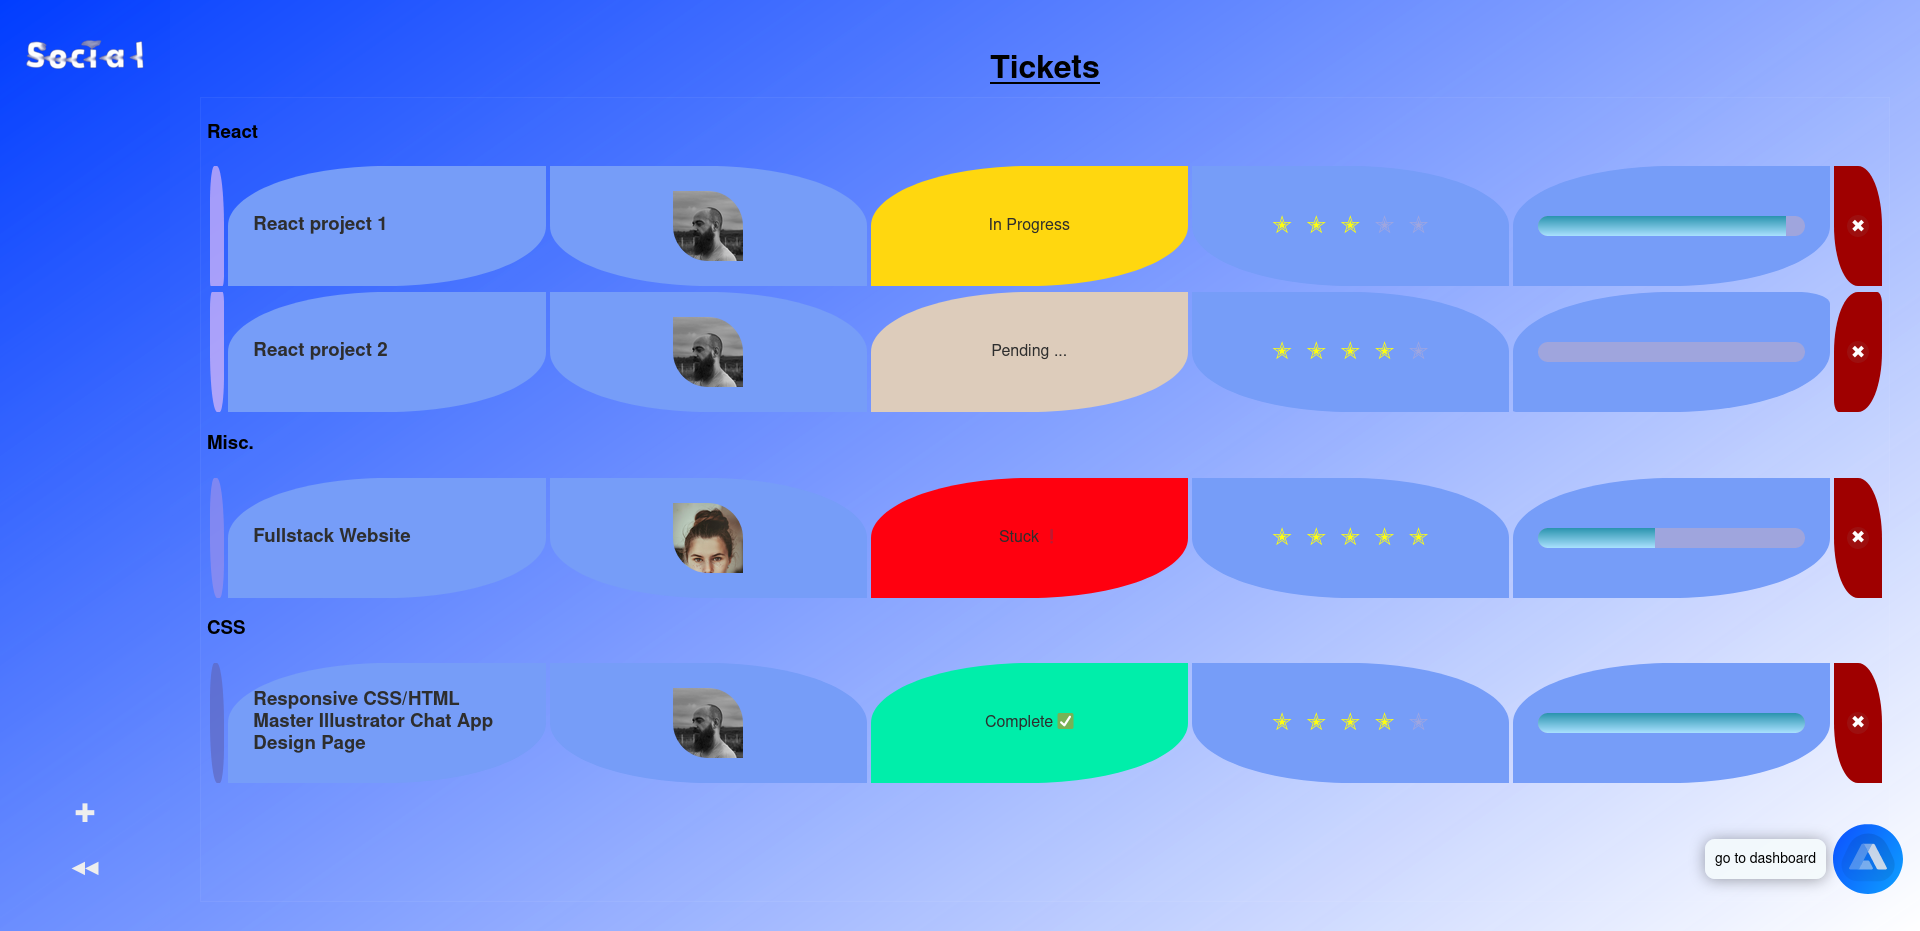 Social
Tickets
React
React project 1
In Progress
React project 2
Pending ...
Misc.
Fullstack Website
Stuck
CSS
Responsive CSS/HTML
Master Illustrator Chat App
Design Page
Complete ✅
go to dashboard